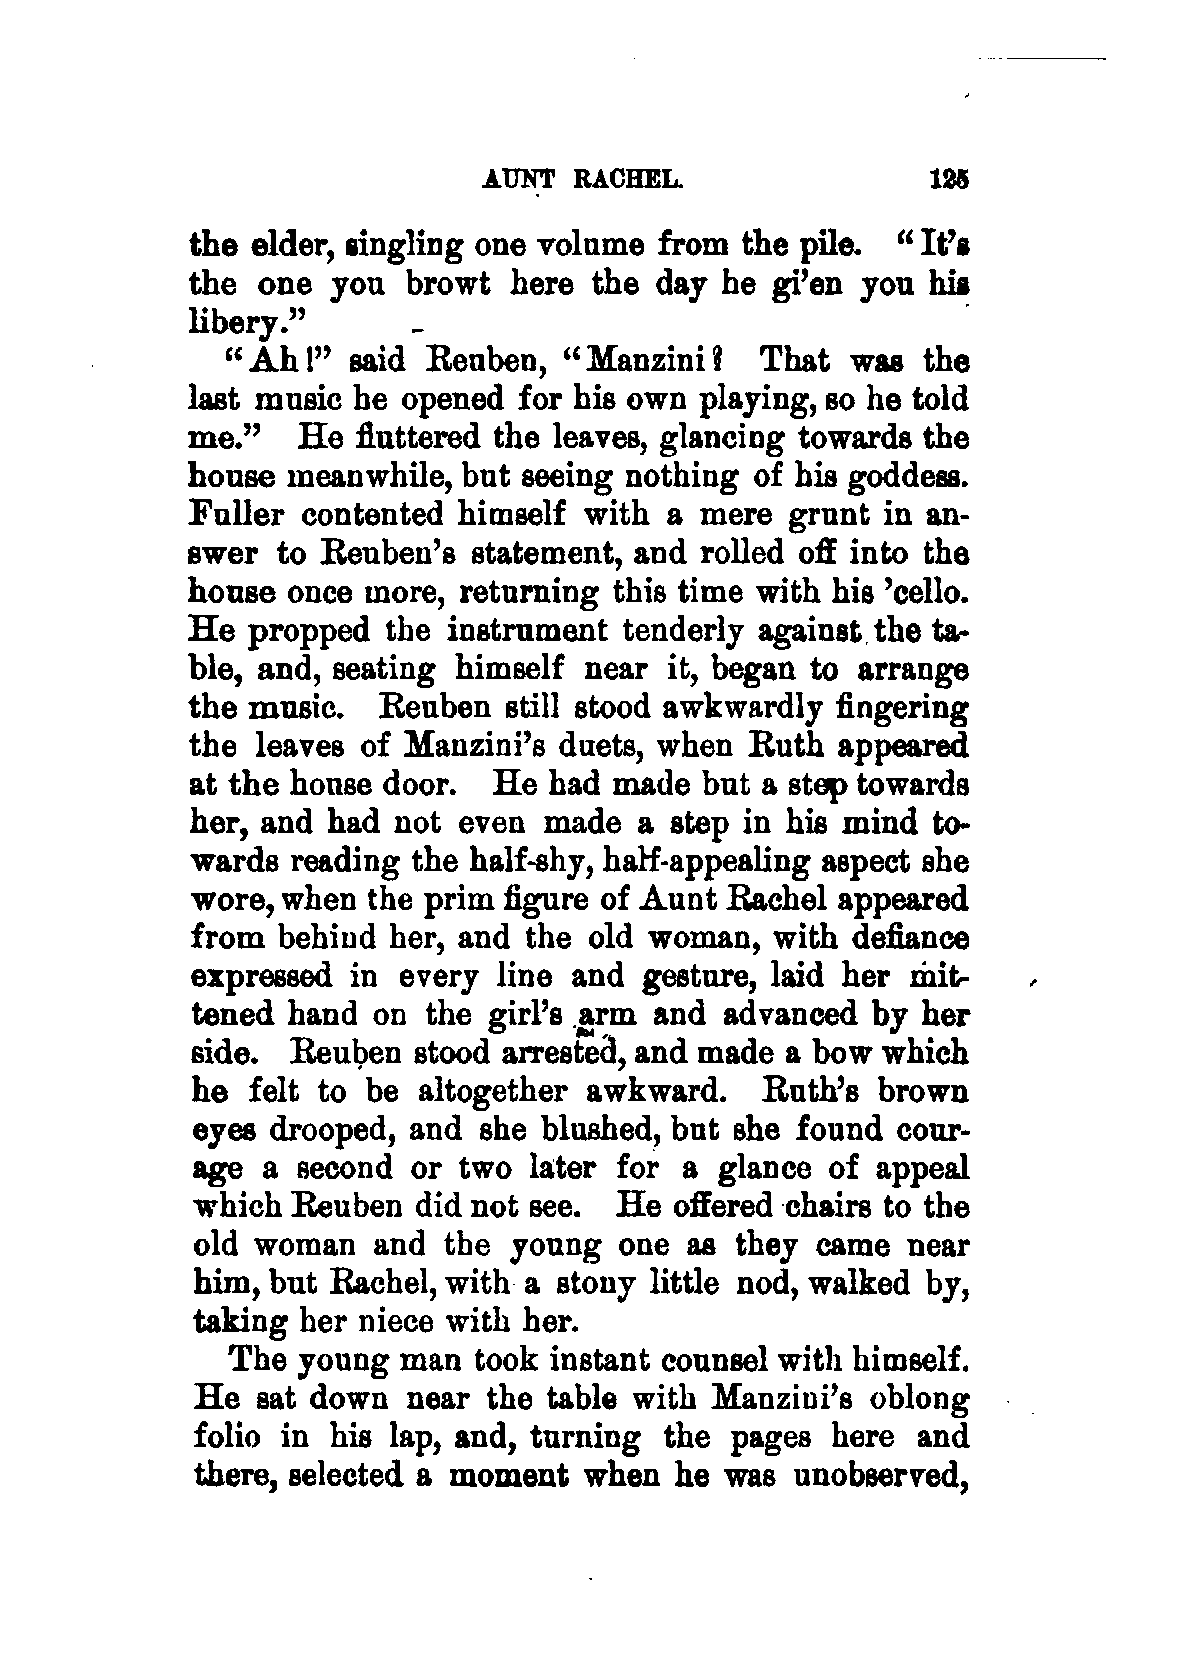 AUNT RACHEL. 125
the elder, singling one volume from the pile. "It's
the one you browt here the day he gi'en you his
libery."
"Ah!" said Reuben, "Manzini? That was the
last music he opened for his own playing, so he told
me." He fluttered the leaves, glancing towards the
house meanwhile, but seeing nothing of his goddess.
Fuller contented himself with a mere grunt in an-
swer to Reuben's statement, and rolled off into the
house once more, returning this time with his 'cello.
He propped the instrument tenderly against the ta-
ble, and, seating himself near it, began to arrange
the music. Reuben still stood awkwardly fingering
the leaves of Manzini's duets, when Ruth appeared
at the house door. He had made but a step towards
her, and had not even made a step in his mind to-
wards reading the half-shy, half-appealing aspect she
wore, when the prim figure of Aunt Rachel appeared
from behind her, and the old woman, with defiance
expressed in every line and gesture, laid her mit-
tened hand on the girl's arm and advanced by her
side. Reuben stood arrested, and made a bow which
he felt to be altogether awkward. Ruth's brown
eyes drooped, and she blushed, but she found cour-
age a second or two later for a glance of appeal
which Reuben did not see. He offered chairs to the
old woman and the young one as they came near
him, but Rachel, with a stony little nod, walked by,
taking her niece with her.
The young man took instant counsel with himself.
He sat down near the table with Manzini's oblong
folio in his lap, and, turning the pages here and
there, selected a moment when he was unobserved,